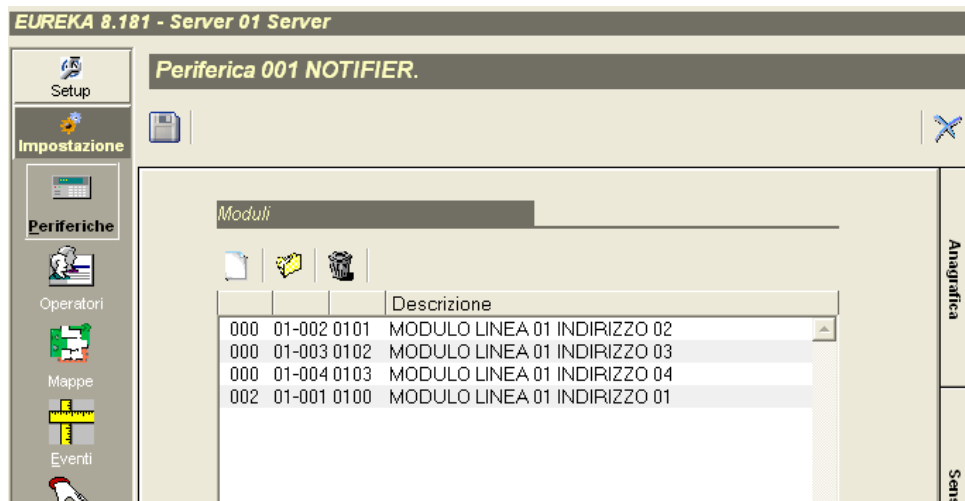 EUREKA 8.181 - Server 01 Server
Setup
Periferica 001 NOTIFIER.
Impostazione
Periferiche
Operatori
Mappe
Eventi
Moduli
Descrizione
000 01-002 0101 MODULO LINEA 01 INDIRIZZO 02
000 01-003 0102 MODULO LINEA 01 INDIRIZZO 03
000 01-004 0103 MODULO LINEA 01 INDIRIZZO 04
002 01-001 0100 MODULO LINEA 01 INDIRIZZO 01
Anagrafica